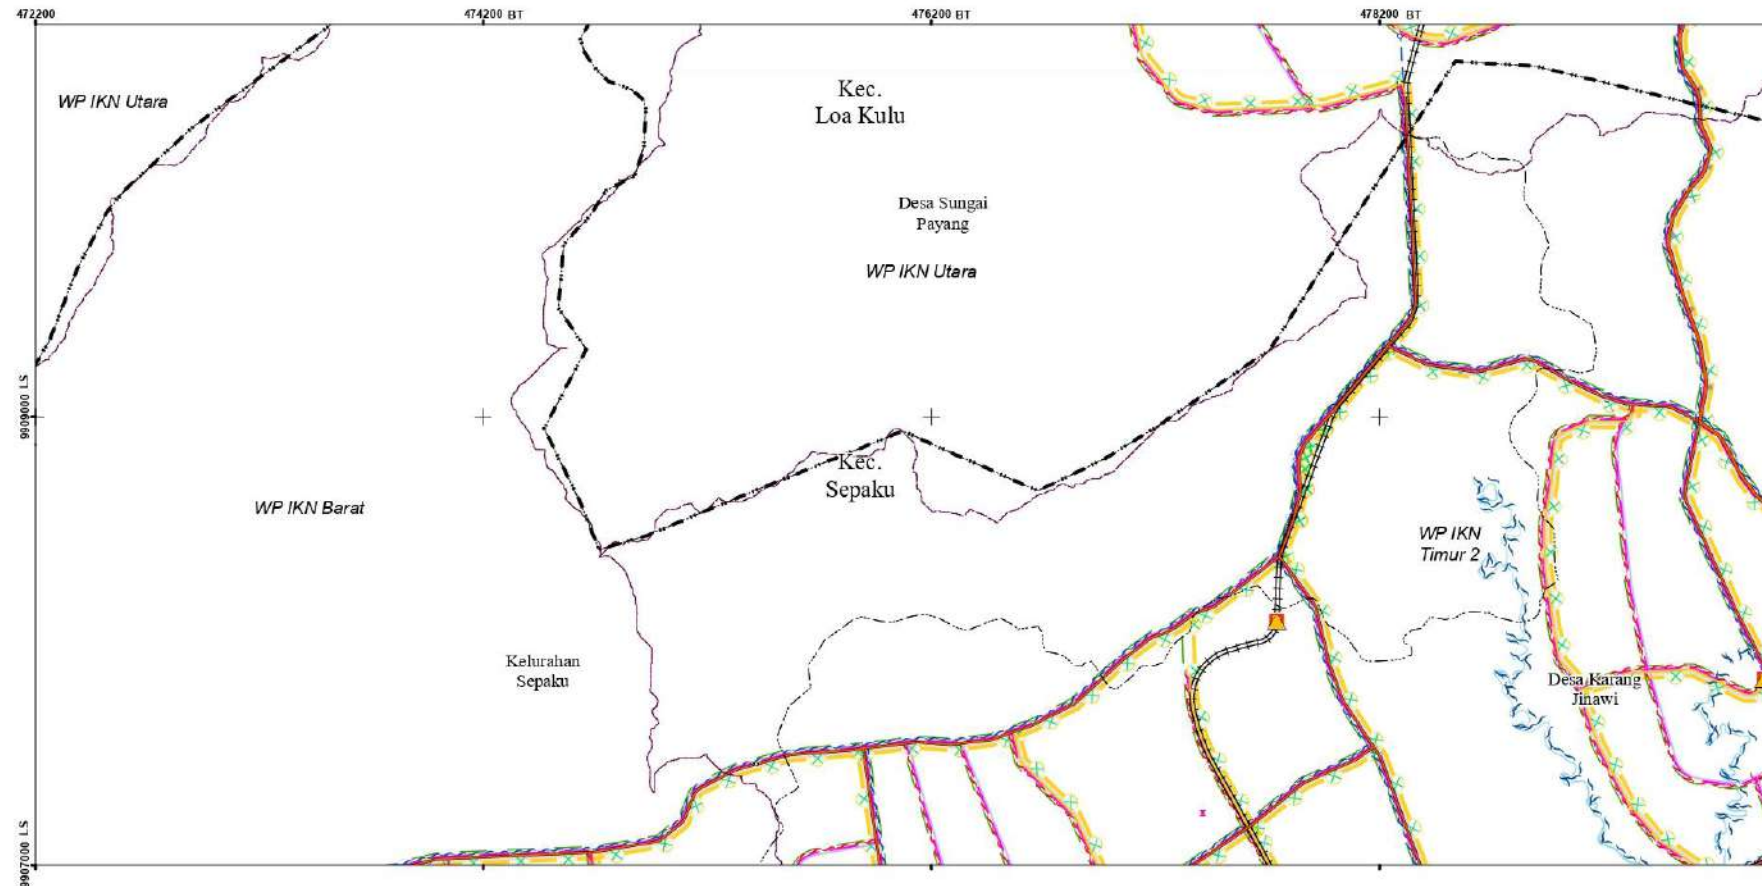 472200 BT
474200 BT
476200 BT
478200 BT
WP IKN Utara
Kec.
Loa Kulu
Desa Sungai
Payang
WP IKN Utara
9909000 LS
Kec.
Sepaku
WP IKN Barat
WP IKN
Timur 2
Kelurahan
Sepaku
Desa Karang
Jinawi
9907000 LS